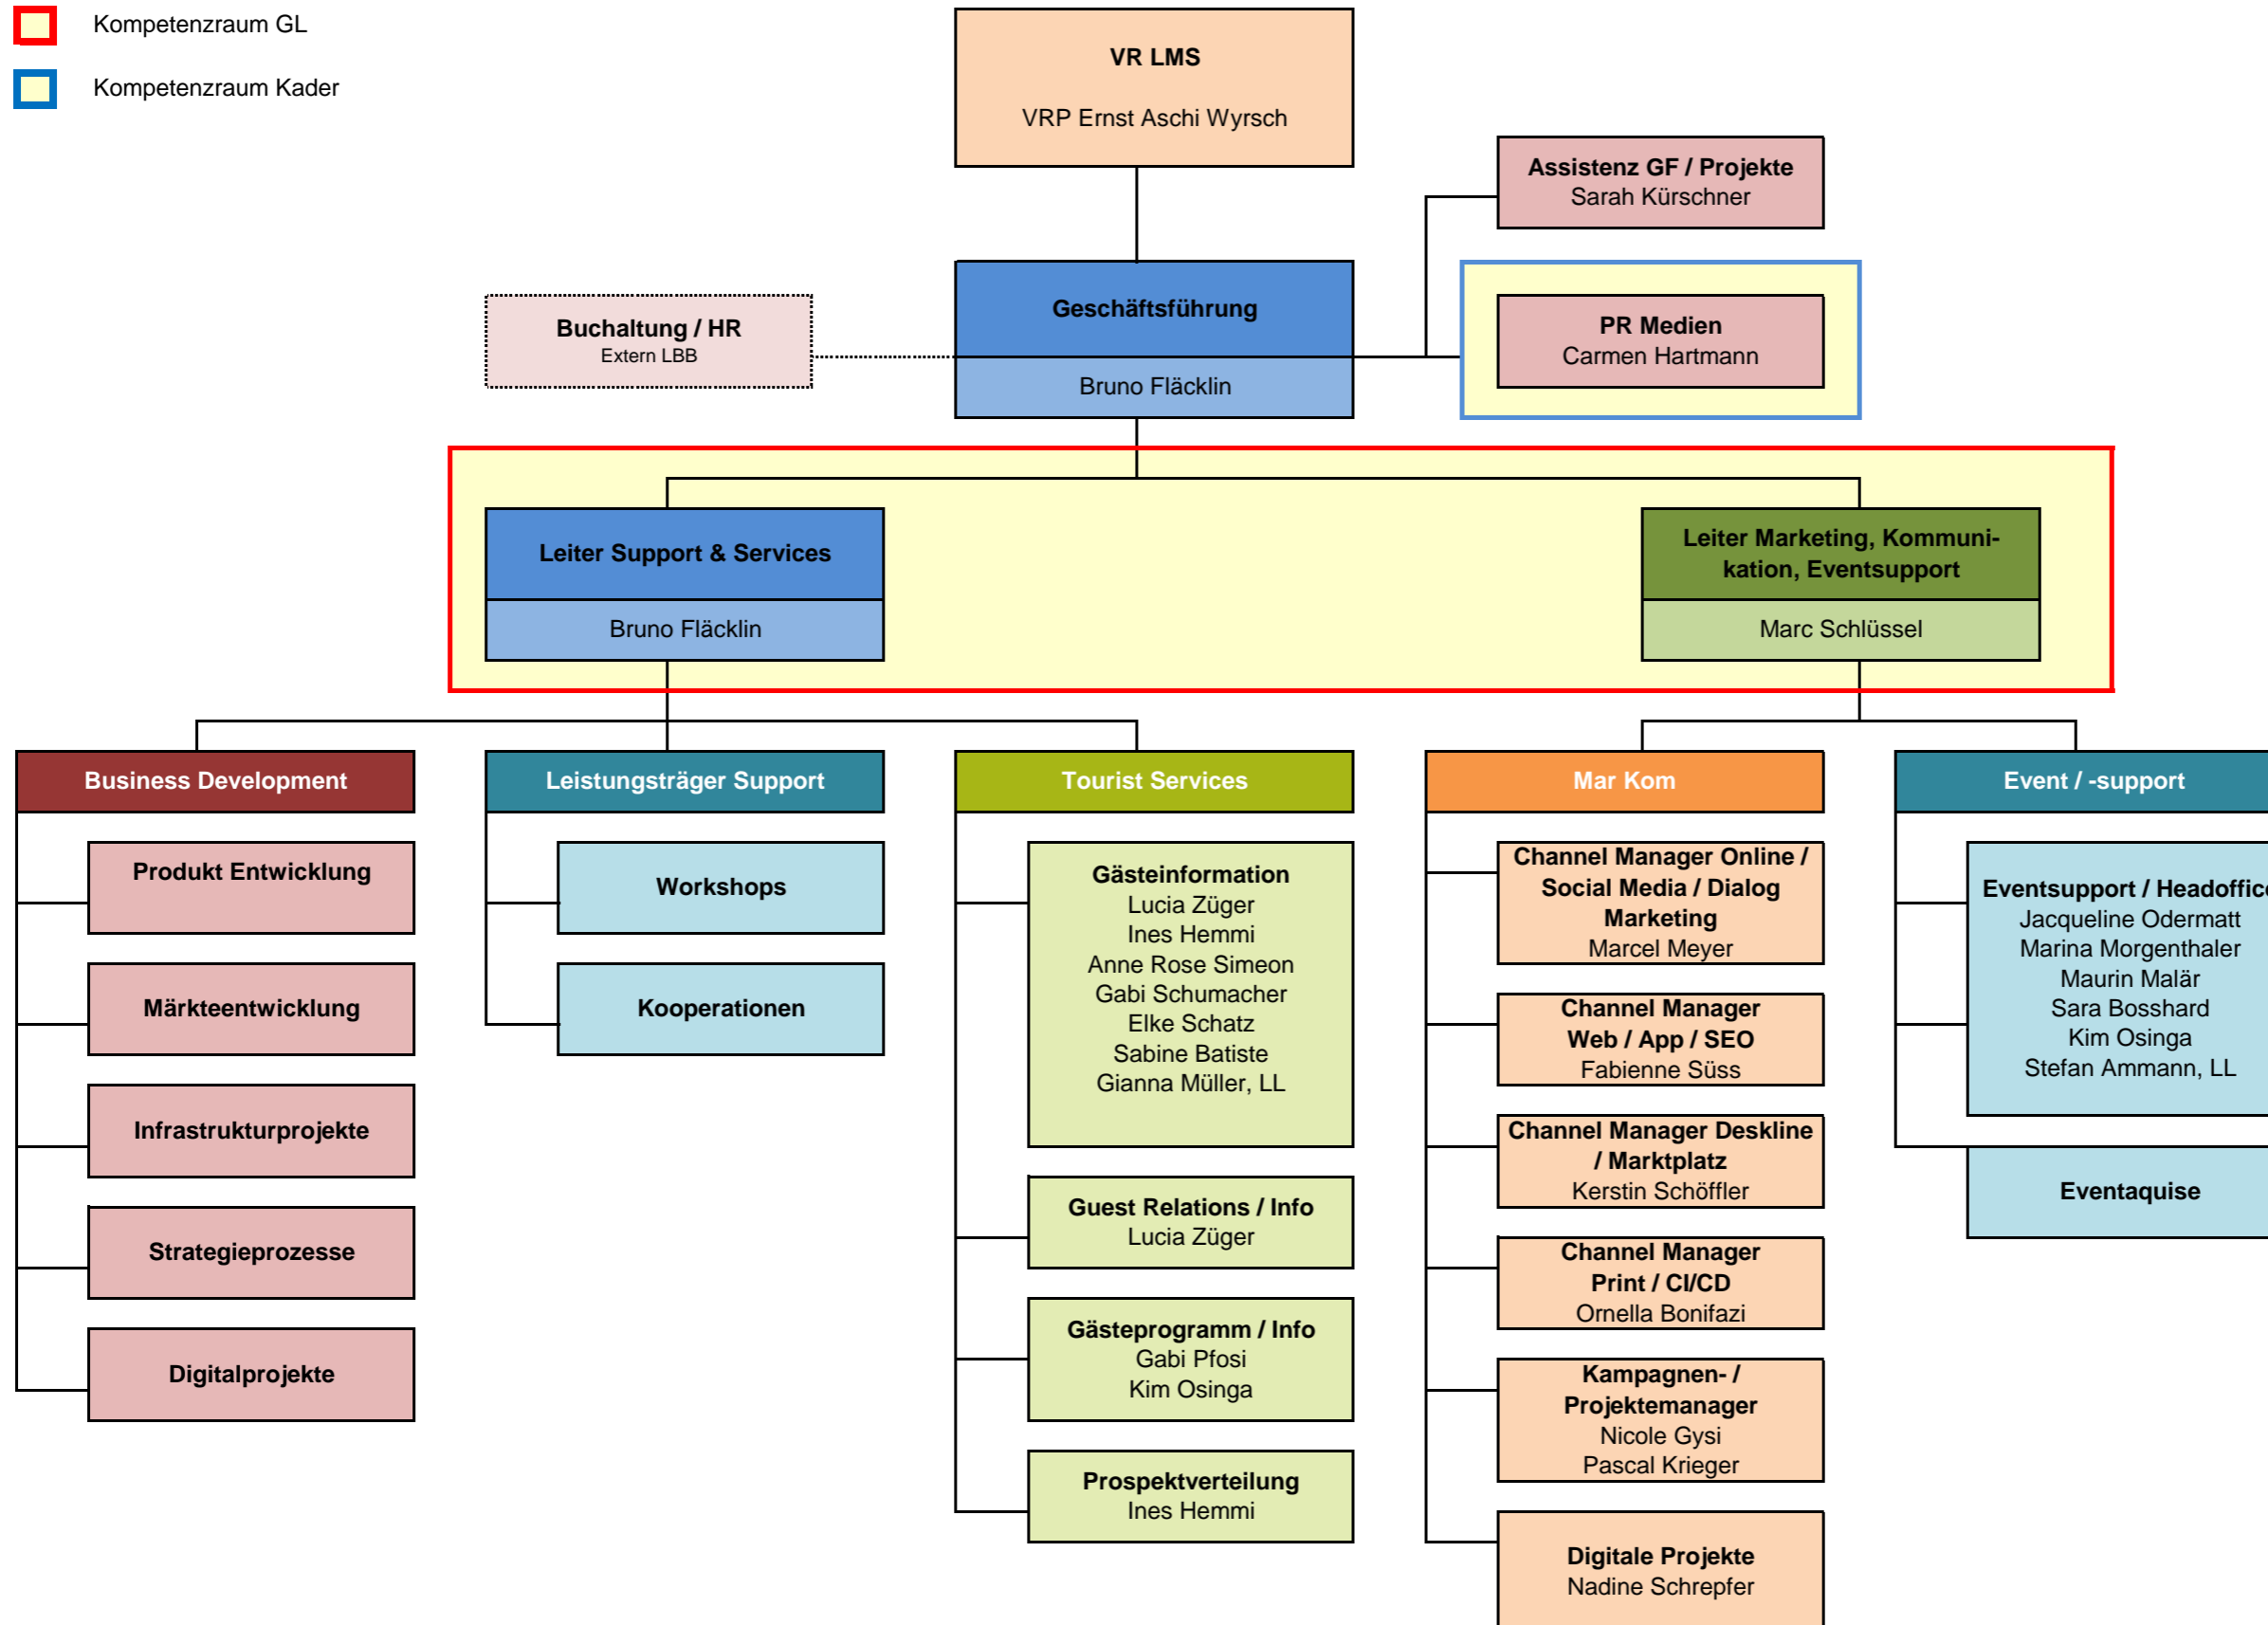 Kompetenzraum GL
Kompetenzraum Kader
VR LMS
VRP Ernst Aschi Wyrsch
Assistenz GF / Projekte
Sarah Kürschner
Geschäftsführung
Bruno Fläcklin
Buchaltung / HR
Extern LBB
PR Medien
Carmen Hartmann
Leiter Support & Services
Bruno Fläcklin
Leiter Marketing, Kommuni-
kation, Eventsupport
Marc Schlüssel
Business Development
Produkt Entwicklung
Märkteentwicklung
Infrastrukturprojekte
Strategieprozesse
Digitalprojekte
Leistungsträger Support
Workshops
Kooperationen
Tourist Services
Gästeinformation
Lucia Züger
Ines Hemmi
Anne Rose Simeon
Gabi Schumacher
Elke Schatz
Sabine Batiste
Gianna Müller, LL
Guest Relations / Info
Lucia Züger
Gästeprogramm / Info
Gabi Pfosi
Kim Osinga
Prospektverteilung
Ines Hemmi
Mar Kom
Channel Manager Online /
Social Media / Dialog
Marketing
Marcel Meyer
Channel Manager
Web / App / SEO
Fabienne Süss
Channel Manager Deskline
/ Marktplatz
Kerstin Schöffler
Channel Manager
Print / CI/CD
Ornella Bonifazi
Kampagnen- /
Projektemanager
Nicole Gysi
Pascal Krieger
Digitale Projekte
Nadine Schrepfer
Event / -support
Eventsupport / Headoffice
Jacqueline Odermatt
Marina Morgenthaler
Maurin Malär
Sara Bosshard
Kim Osinga
Stefan Ammann, LL
Eventaquise